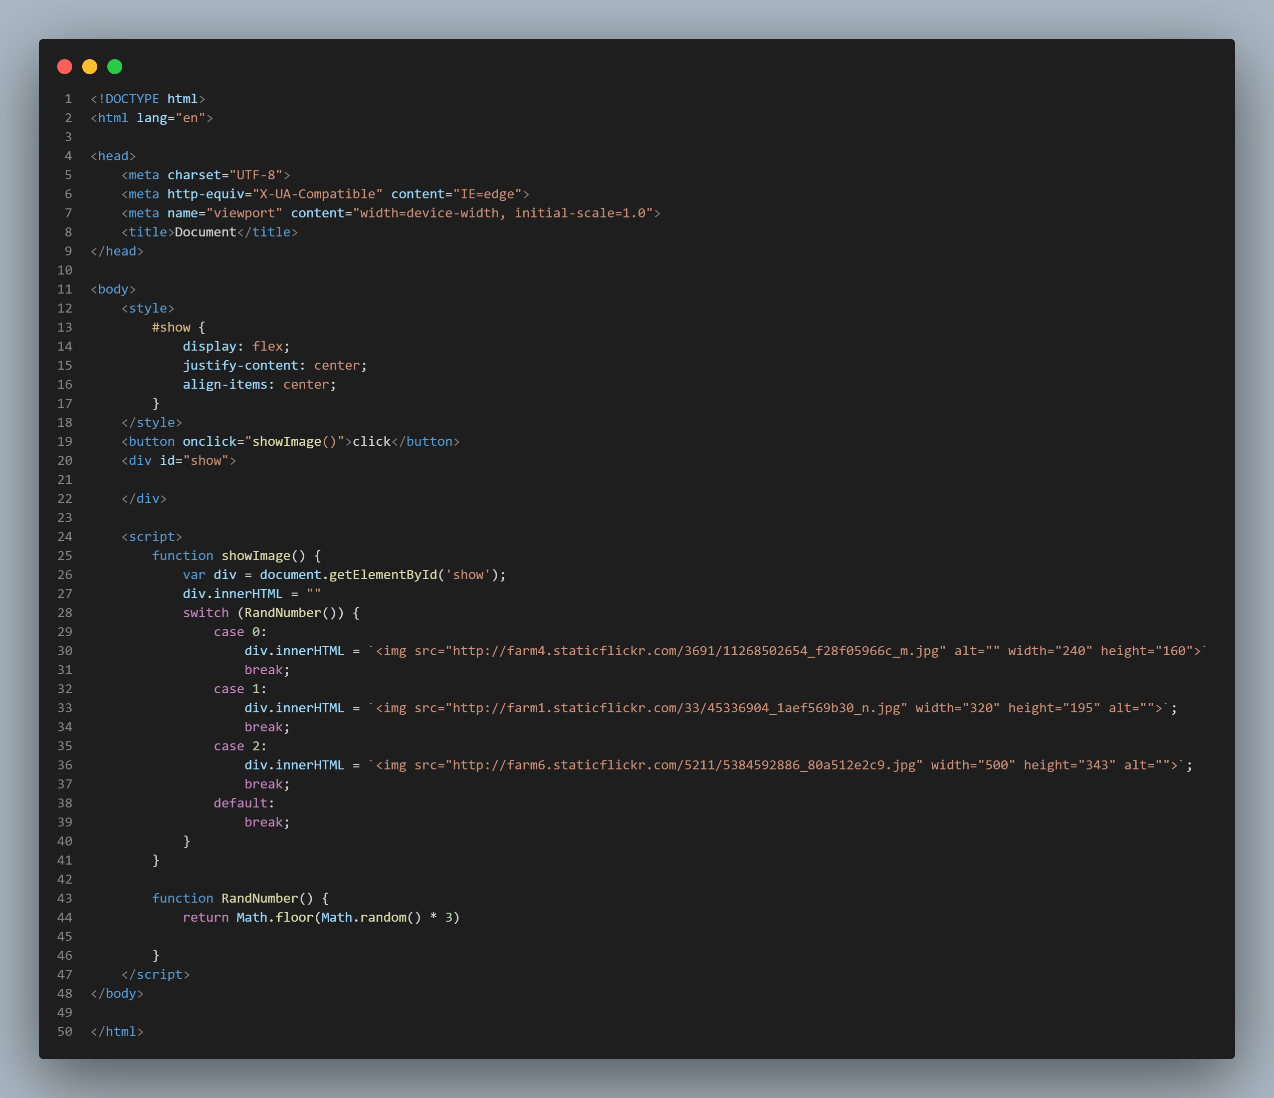 1 <!DOCTYPE html>
2 <html lang="en">
3
4 <head>
5     <meta charset="UTF-8">
6     <meta http-equiv="X-UA-Compatible" content="IE=edge">
7     <meta name="viewport" content="width=device-width, initial-scale=1.0">
8     <title>Document</title>
9 </head>
10
11 <body>
12     <style>
13         #show {
14             display: flex;
15             justify-content: center;
16             align-items: center;
17         }
18     </style>
19     <button onclick="showImage()">click</button>
20     <div id="show">
21
22     </div>
23
24     <script>
25         function showImage() {
26             var div = document.getElementById('show');
27             div.innerHTML = ""
28             switch (RandNumber()) {
29                 case 0:
30                     div.innerHTML = `<img src="http://farm4.staticflickr.com/3691/11268502654_f28f05966c_m.jpg" alt="" width="240" height="160">`
31                     break;
32                 case 1:
33                     div.innerHTML = `<img src="http://farm1.staticflickr.com/33/45336904_1aef569b30_n.jpg" width="320" height="195" alt="">`;
34                     break;
35                 case 2:
36                     div.innerHTML = `<img src="http://farm6.staticflickr.com/5211/5384592886_80a512e2c9.jpg" width="500" height="343" alt="">`;
37                     break;
38                 default:
39                     break;
40             }
41         }
42
43         function RandNumber() {
44             return Math.floor(Math.random() * 3)
45
46         }
47     </script>
48 </body>
49
50 </html>